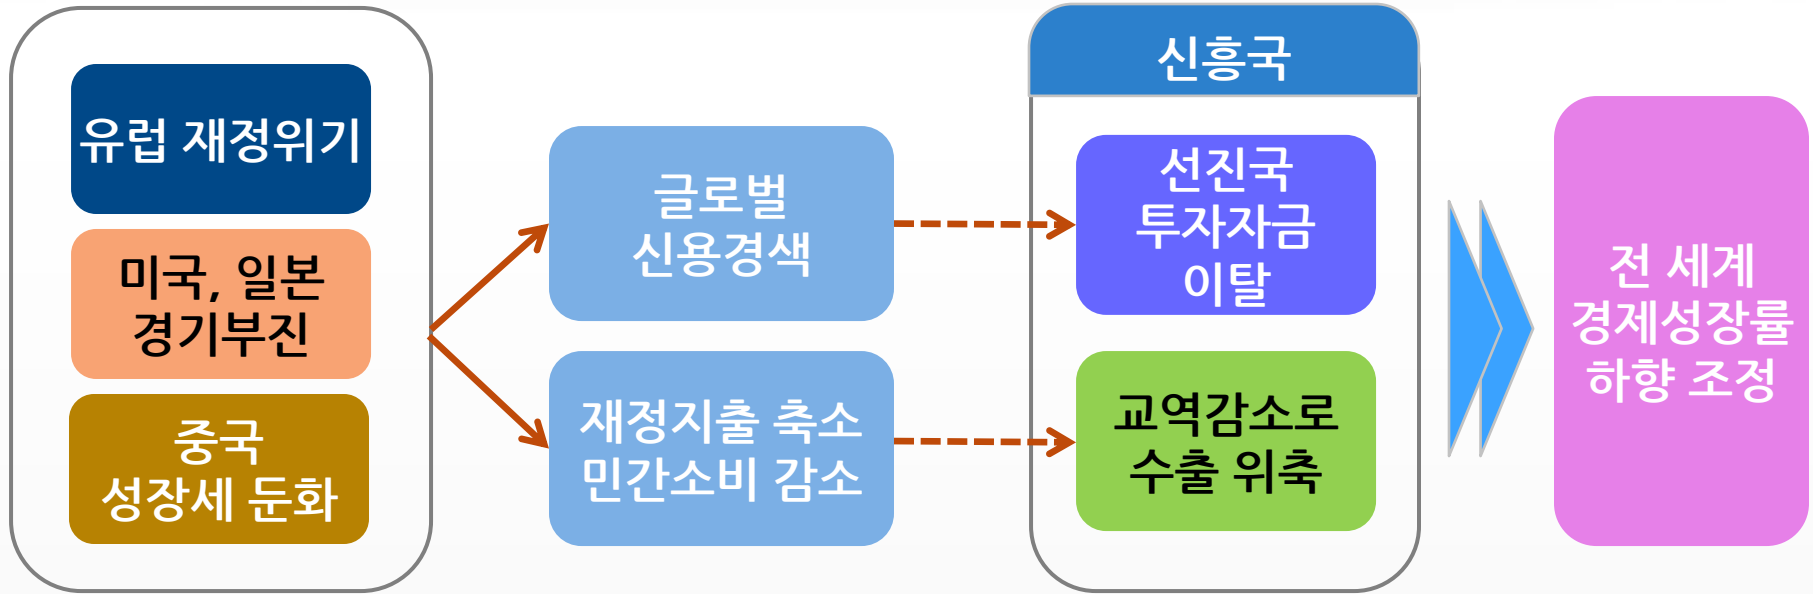 유럽 재정위기
미국, 일본
경기부진
중국
성장세 둔화
글로벌
신용경색
재정지출 축소
민간소비 감소
신흥국
선진국
투자자금
이탈
교역감소로
수출 위축
전 세계
경제성장률
하향 조정